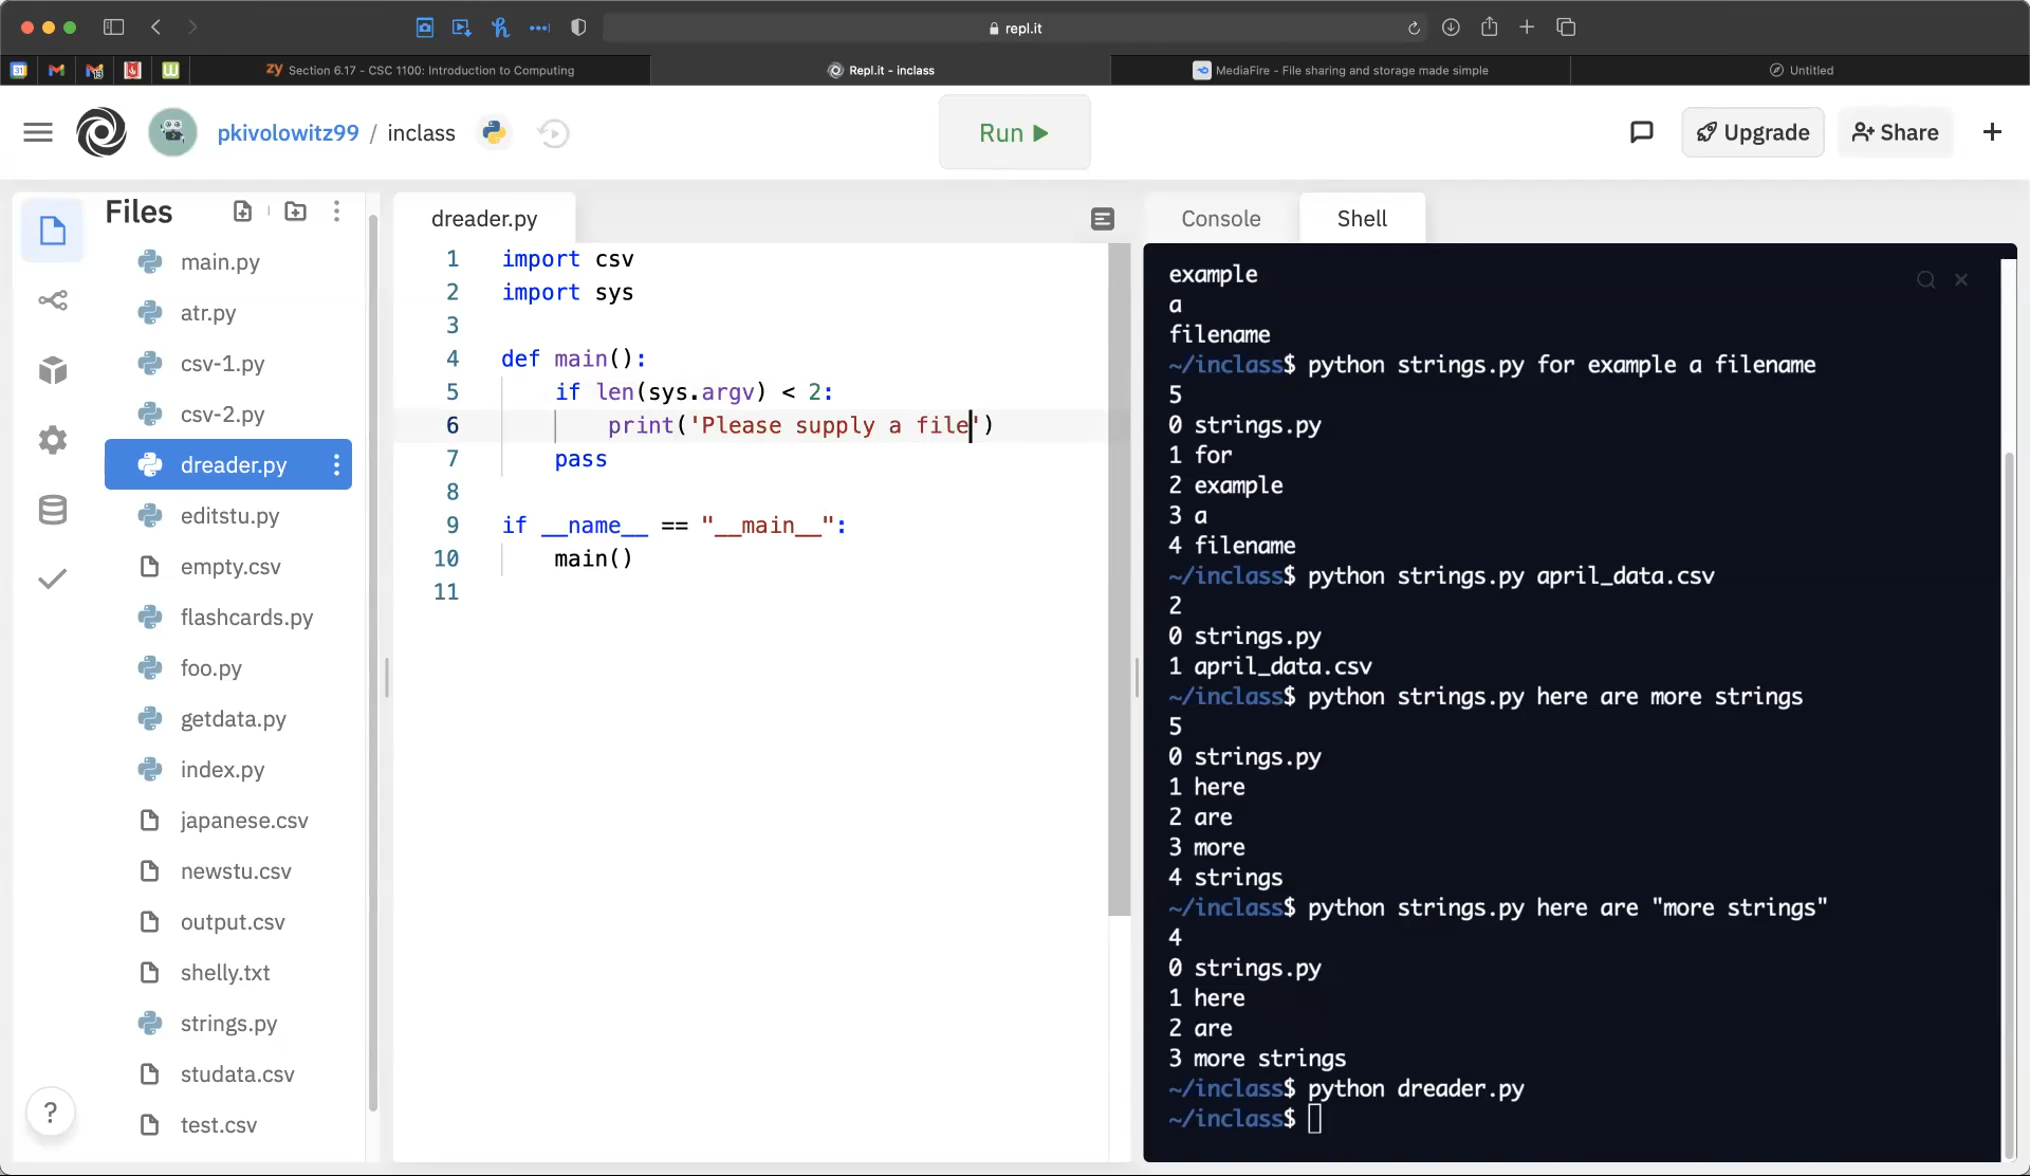 repl.it
31
zy Section 6.17 - CSC 1100: Introduction to Computing
Repl.it - inclass
MediaFire - File sharing and storage made simple
Untitled
pkivolowitz99 / inclass
Run
Upgrade
Share
Files
main.py
atr.py
csv-1.py
csv-2.py
dreader.py
editstu.py
empty.csv
flashcards.py
foo.py
getdata.py
index.py
japanese.csv
newstu.csv
output.csv
shelly.txt
strings.py
studata.csv
test.csv
?
dreader.py
1 import csv
2 import sys
3
4 def main():
5 if len(sys.argv) < 2:
6 print('Please supply a file')
7 pass
8
9 if __name__ == "__main__":
10 main()
11
Console
Shell
example
a
filename
~/inclass$ python strings.py for example a filename
5
0 strings.py
1 for
2 example
3 a
4 filename
~/inclass$ python strings.py april_data.csv
2
0 strings.py
1 april_data.csv
~/inclass$ python strings.py here are more strings
5
0 strings.py
1 here
2 are
3 more
4 strings
~/inclass$ python strings.py here are "more strings"
4
0 strings.py
1 here
2 are
3 more strings
~/inclass$ python dreader.py
~/inclass$